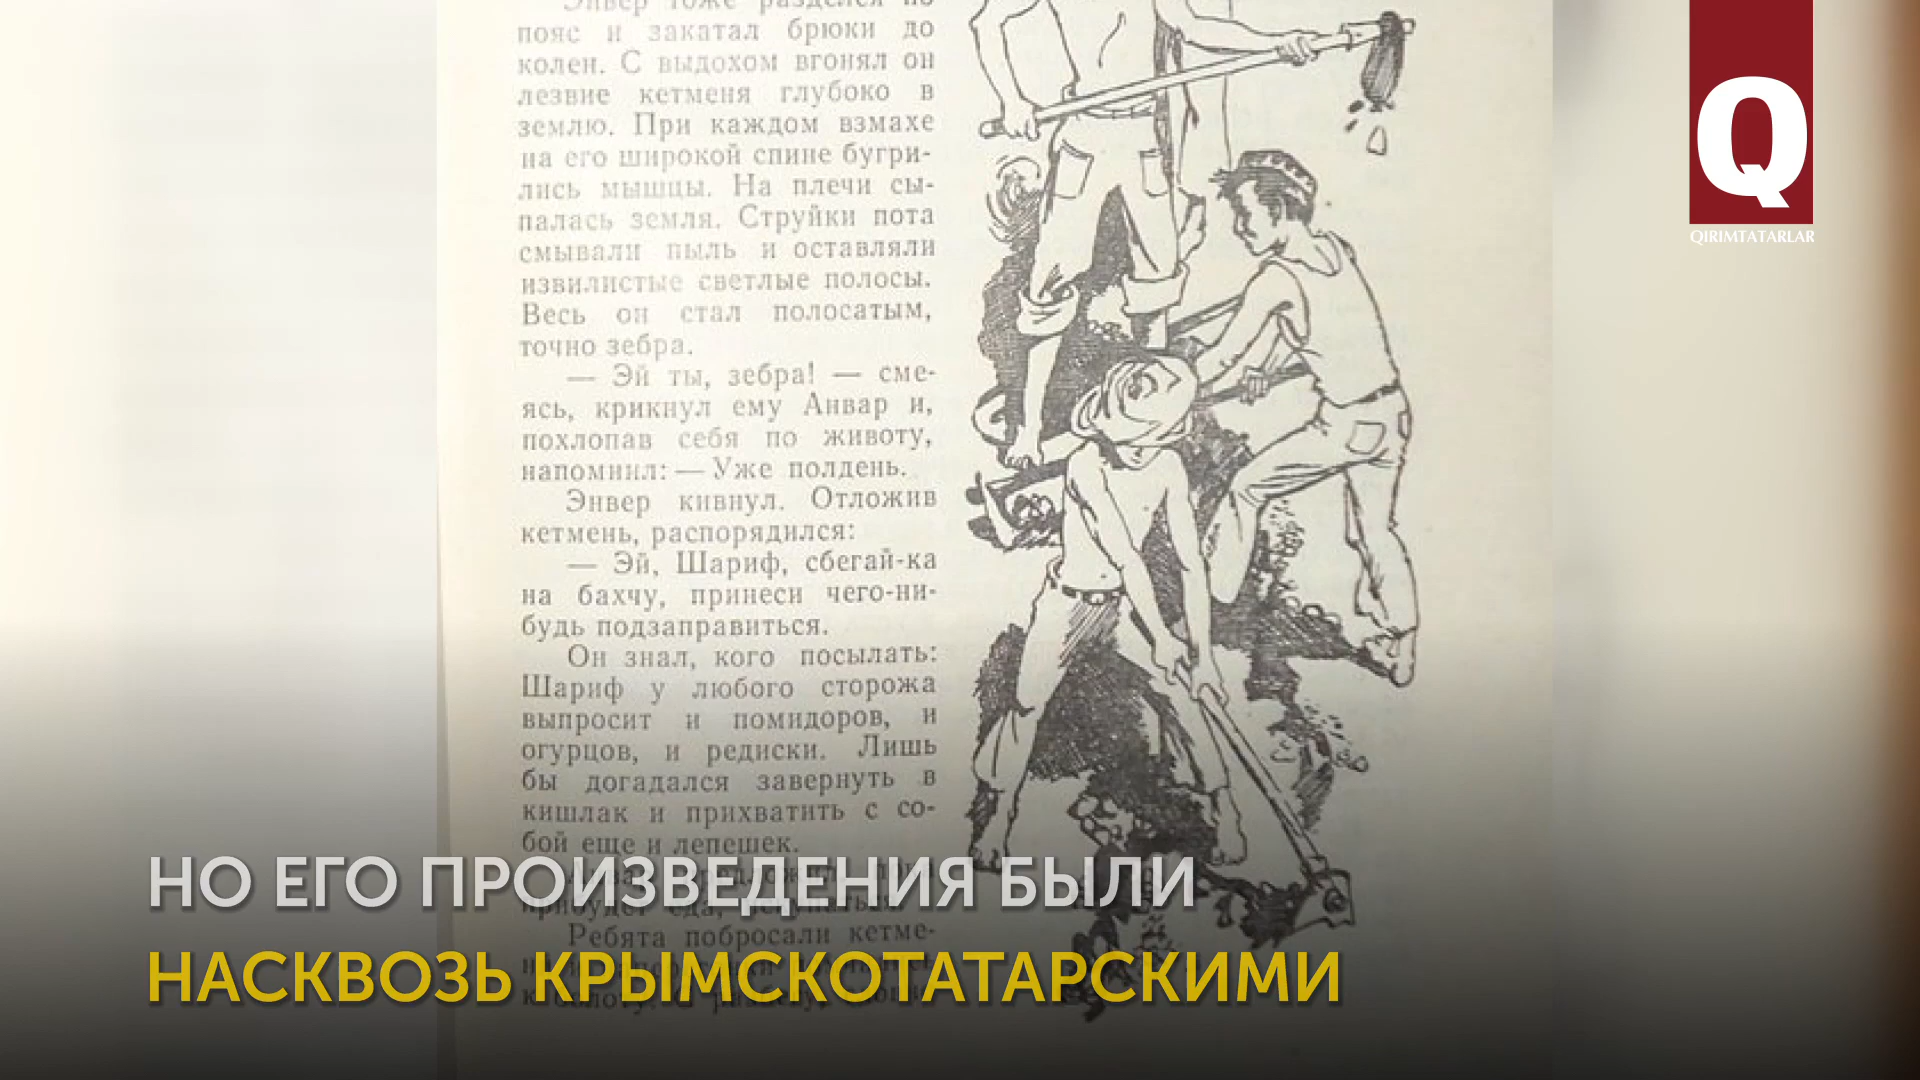 Энвер тоже разделся по
пояс и закатал брюки до
колен. С выдохом вгонял он
лезвие кетменя глубоко в
землю. При каждом взмахе
на его широкой спине бугри-
лись мышцы. На плечи сы-
палась земля. Струйки пота
смывали пыль и оставляли
извилистые светлые полосы.
Весь он стал полосатым,
точно зебра.
— Эй ты, зебра! — сме-
ясь, крикнул ему Анвар и,
похлопав себя по животу,
напомнил: — Уже полдень.
Энвер кивнул. Отложив
кетмень, распорядился:
— Эй, Шариф, сбегай-ка
на бахчу, принеси чего-ни-
будь подзаправиться.
Он знал, кого посылать:
Шариф у любого сторожа
выпросит и помидоров, и
огурцов, и редиски. Лишь
бы догадался завернуть в
кишлак и прихватить с со-
бой еще и лепешек.
Ребята побросали кетме-
Q
QIRIMTATARLAR
НО ЕГО ПРОИЗВЕДЕНИЯ БЫЛИ
НАСКВОЗЬ КРЫМСКОТАТАРСКИМИ